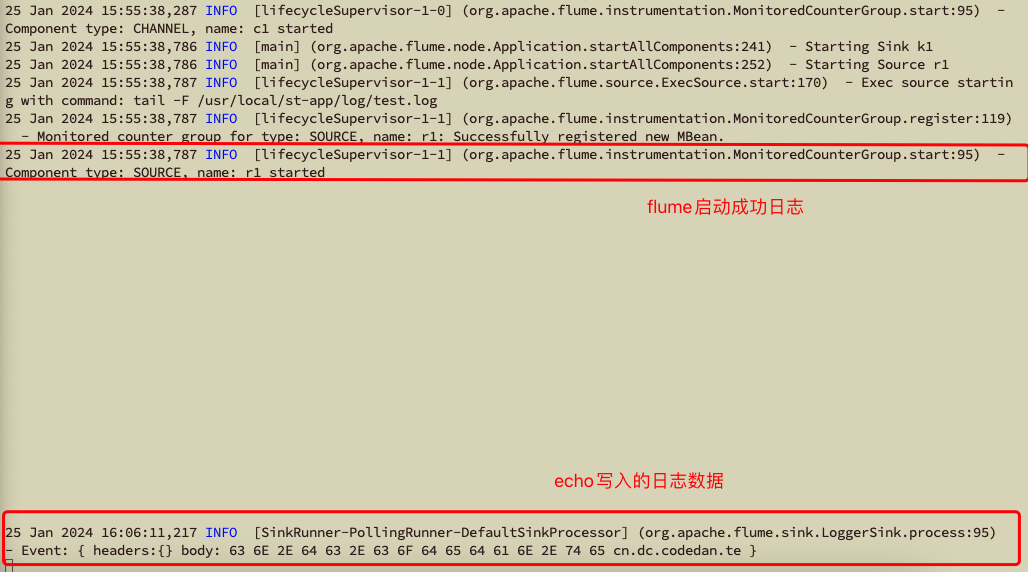 25 Jan 2024 15:55:38,287 INFO  [lifecycleSupervisor-1-0] (org.apache.flume.instrumentation.MonitoredCounterGroup.start:95)  -
Component type: CHANNEL, name: c1 started
25 Jan 2024 15:55:38,786 INFO  [main] (org.apache.flume.node.Application.startAllComponents:241)  - Starting Sink k1
25 Jan 2024 15:55:38,786 INFO  [main] (org.apache.flume.node.Application.startAllComponents:252)  - Starting Source r1
25 Jan 2024 15:55:38,787 INFO  [lifecycleSupervisor-1-1] (org.apache.flume.source.ExecSource.start:170)  - Exec source startin
g with command: tail -F /usr/local/st-app/log/test.log
25 Jan 2024 15:55:38,787 INFO  [lifecycleSupervisor-1-1] (org.apache.flume.instrumentation.MonitoredCounterGroup.register:119)
  - Monitored counter group for type: SOURCE, name: r1: Successfully registered new MBean.
25 Jan 2024 15:55:38,787 INFO  [lifecycleSupervisor-1-1] (org.apache.flume.instrumentation.MonitoredCounterGroup.start:95)  -
Component type: SOURCE, name: r1 started
flume启动成功日志
echo写入的日志数据
25 Jan 2024 16:06:11,217 INFO  [SinkRunner-PollingRunner-DefaultSinkProcessor] (org.apache.flume.sink.LoggerSink.process:95)
- Event: { headers:{} body: 63 6E 2E 64 63 2E 63 6F 64 65 64 61 6E 2E 74 65 cn.dc.codedan.te }